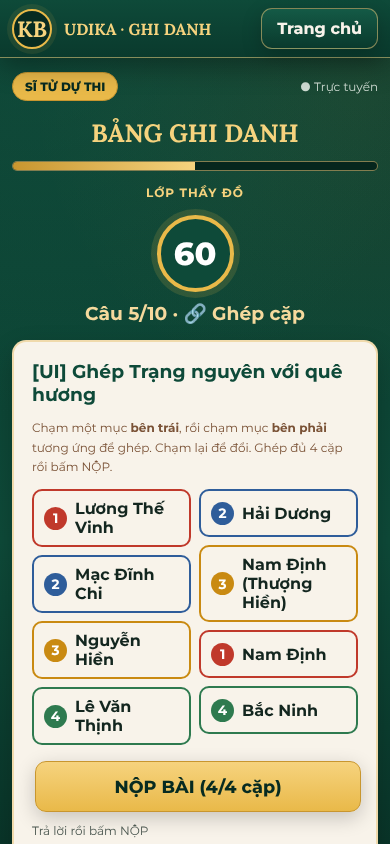 KB
UDIKA · GHI DANH
Trang chủ
SĨ TỬ DỰ THI
Trực tuyến
BẢNG GHI DANH
LỚP THẦY ĐỒ
60
Câu 5/10 · 🔗 Ghép cặp
[UI] Ghép Trạng nguyên với quê
hương
Chạm một mục bên trái, rồi chạm mục bên phải
tương ứng để ghép. Chạm lại để đổi. Ghép đủ 4 cặp
rồi bấm NỘP.
1 Lương Thế
Vinh
2 Hải Dương
2 Mạc Đĩnh
Chi
3 Nam Định
(Thượng
Hiền)
3 Nguyễn
Hiền
1 Nam Định
4 Lê Văn
Thịnh
4 Bắc Ninh
NỘP BÀI (4/4 cặp)
Trả lời rồi bấm NỘP